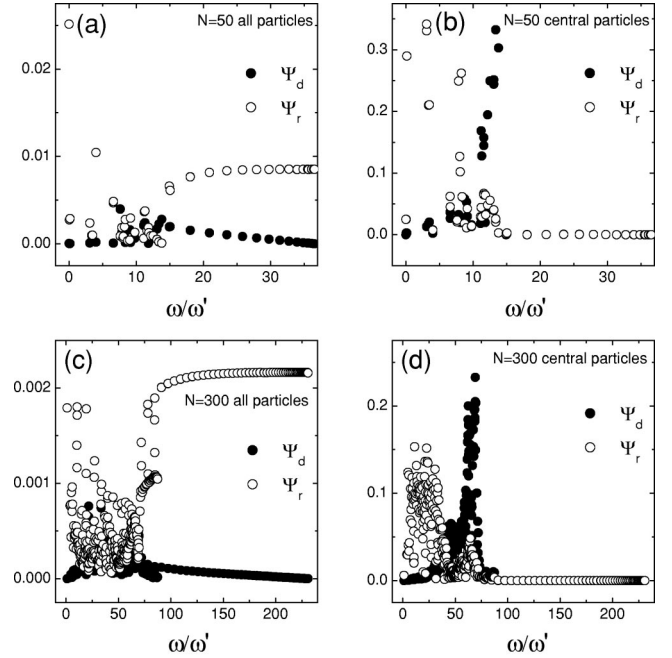 (a)
N=50 all particles
Ψd
Ψr
0.02
0.01
0.00
0 10 20 30
ω/ω'
(b)
N=50 central particles
Ψd
Ψr
0.3
0.2
0.1
0.0
0 10 20 30
ω/ω'
(c)
N=300 all particles
Ψd
Ψr
0.002
0.001
0.000
0 50 100 150 200
ω/ω'
(d)
N=300 central particles
Ψd
Ψr
0.2
0.1
0.0
0 50 100 150 200
ω/ω'